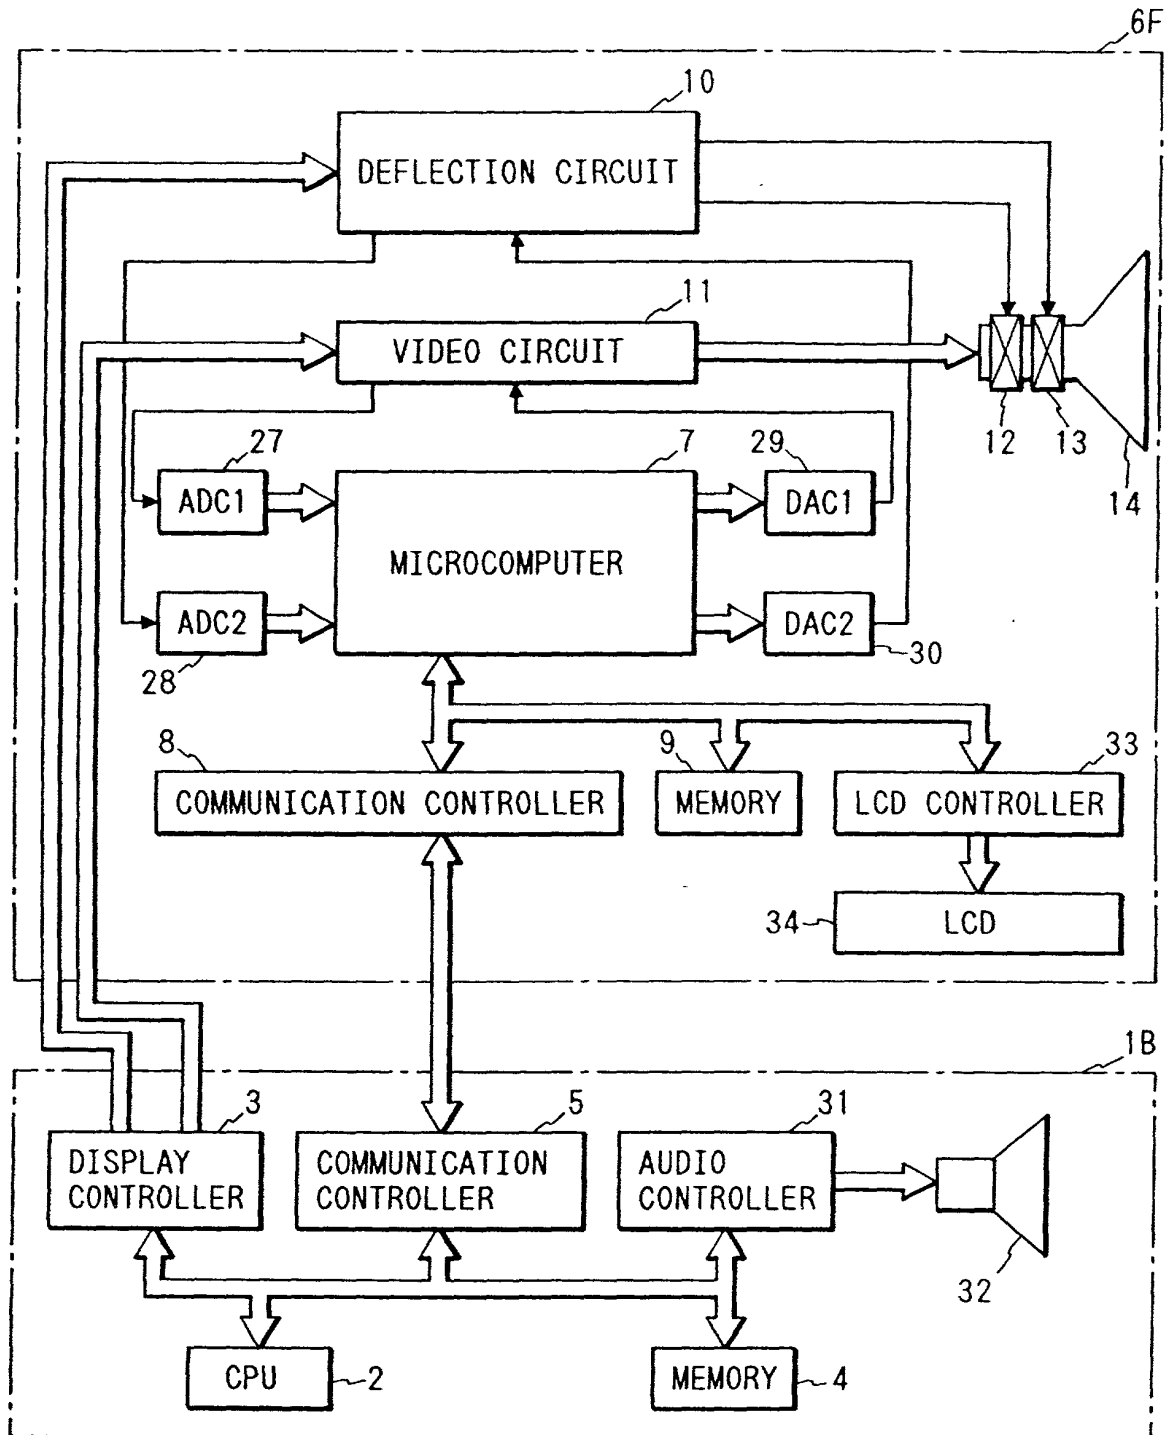 6F
10
DEFLECTION CIRCUIT
11
VIDEO CIRCUIT
12
13
14
27
7
29
ADC1
DAC1
MICROCOMPUTER
ADC2
DAC2
28
30
8
9
33
COMMUNICATION CONTROLLER
MEMORY
LCD CONTROLLER
34
LCD
1B
3
5
31
DISPLAY
CONTROLLER
COMMUNICATION
CONTROLLER
AUDIO
CONTROLLER
32
CPU
2
MEMORY
4